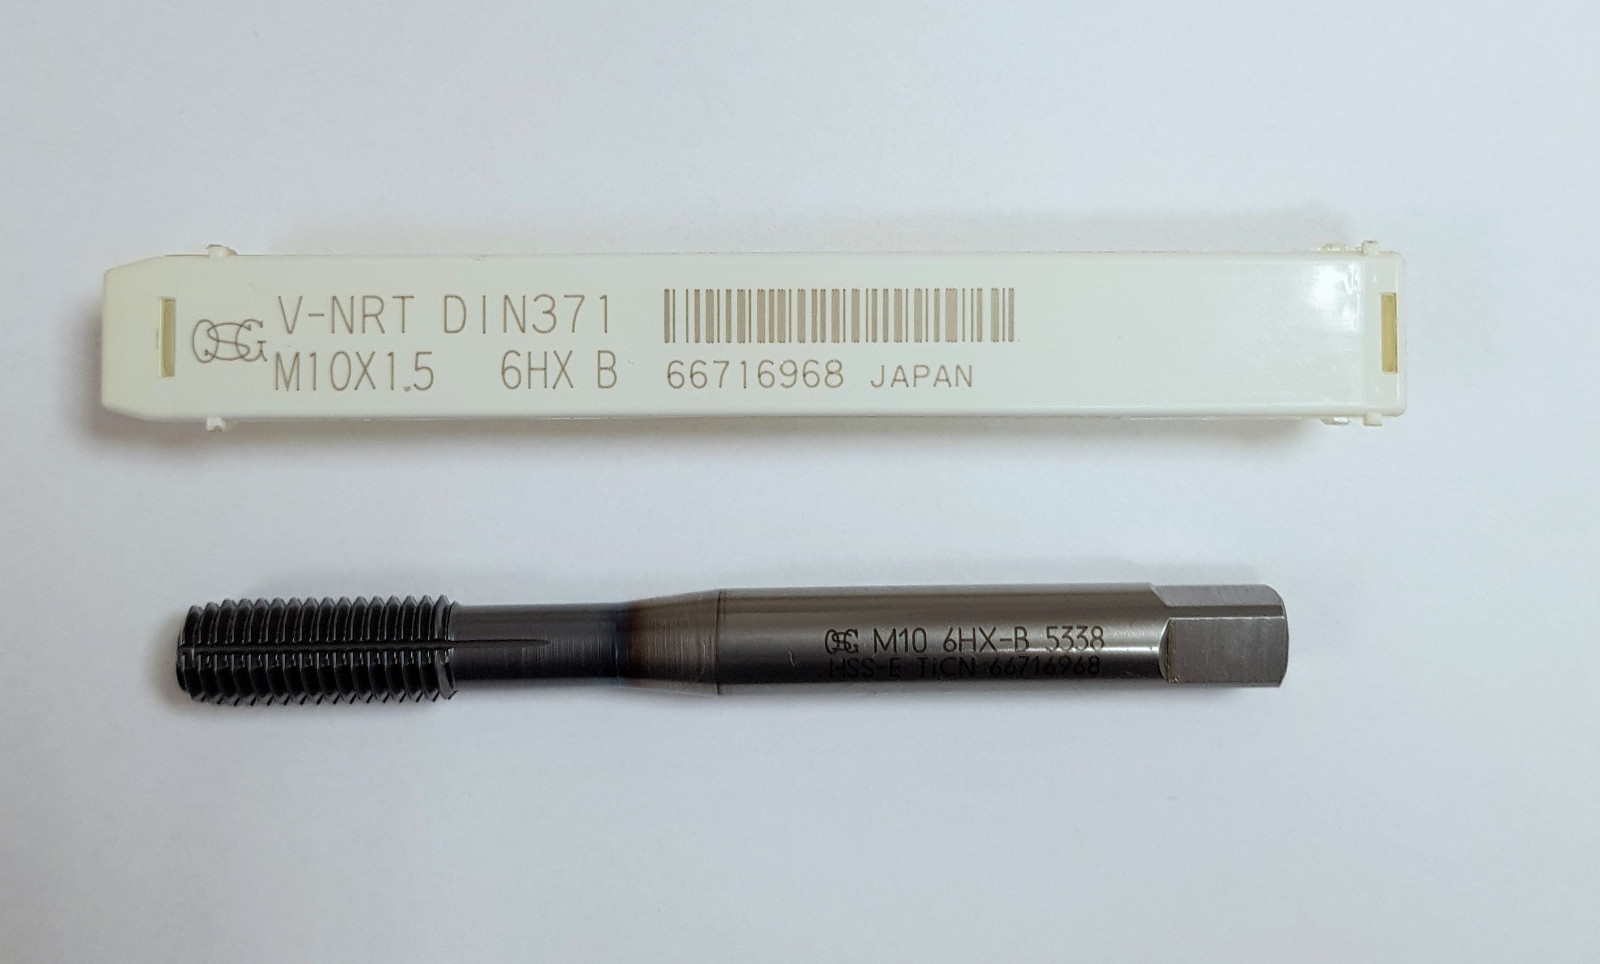 OSG V-NRT DIN371
M10X1.5 6HX B 66716968 JAPAN
OSG M10 6HX-B 5338
HSS-E TiCN 66716968